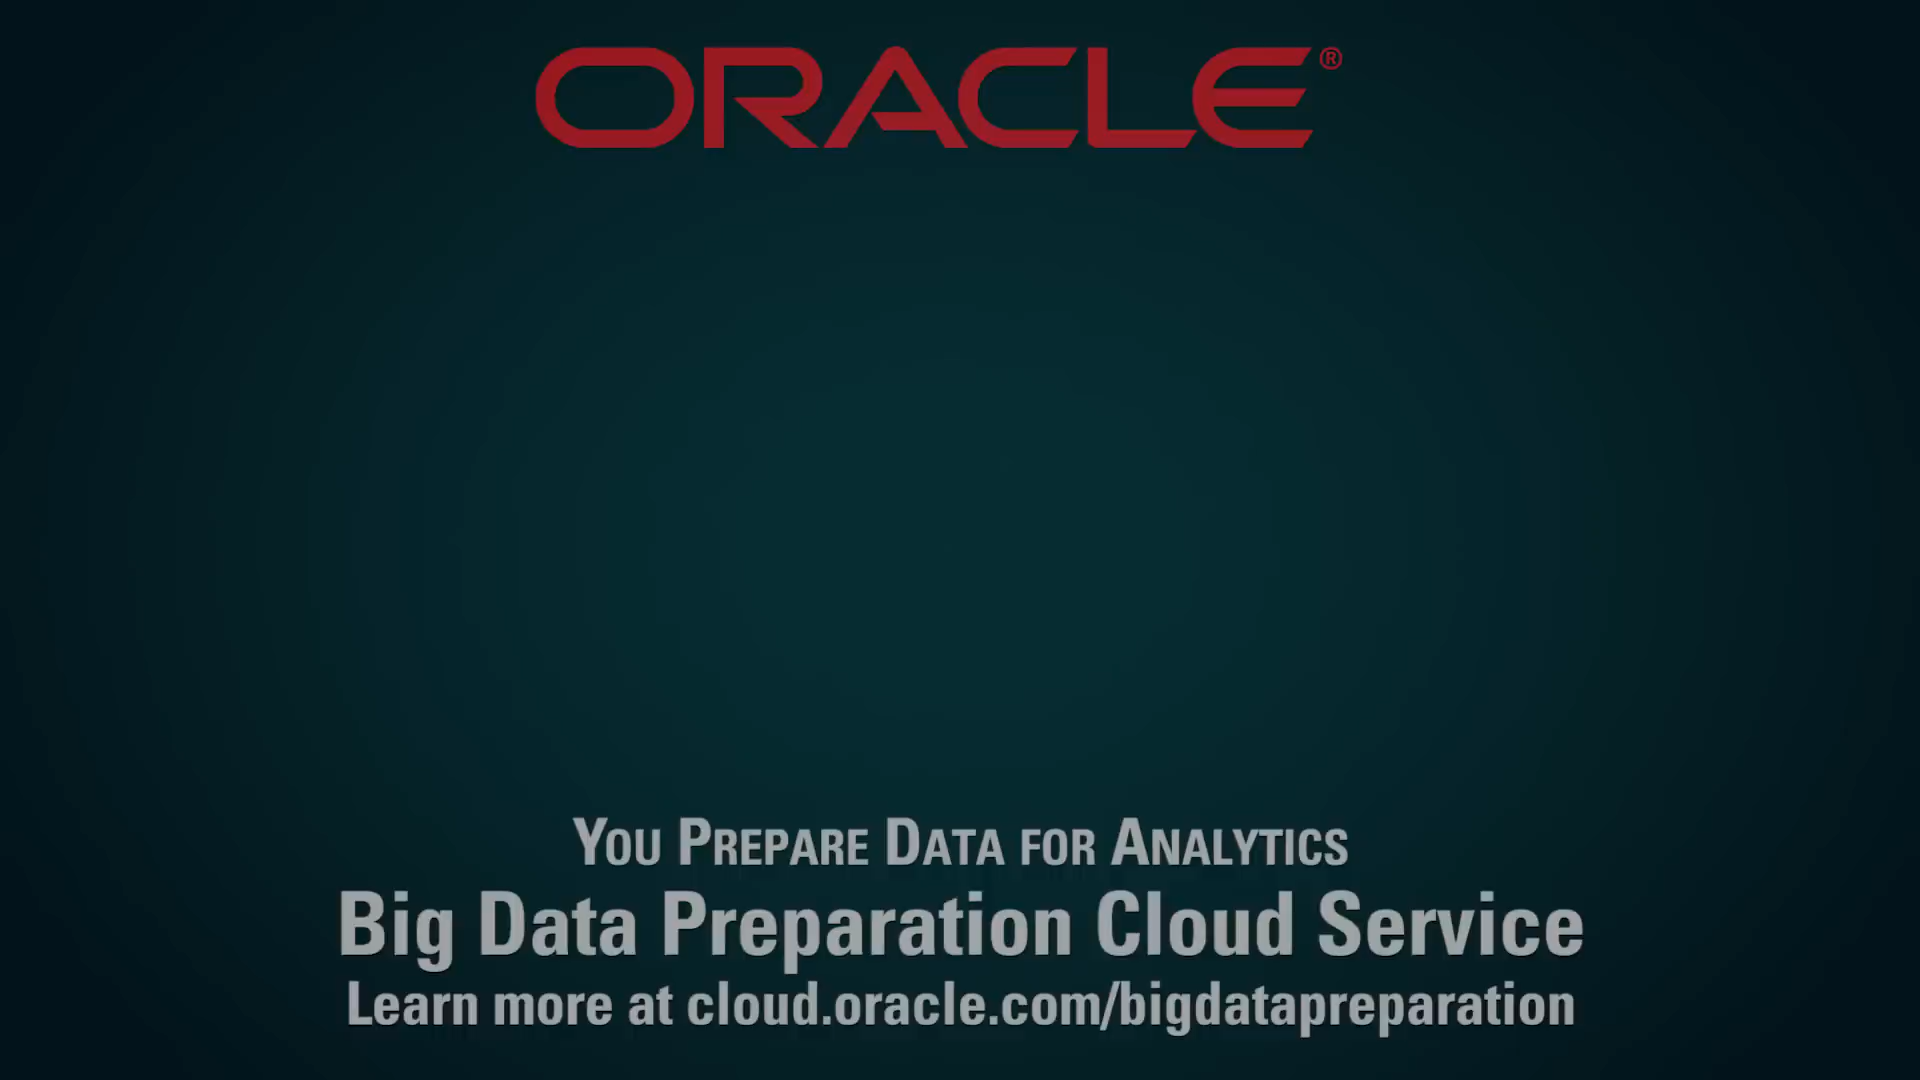 ORACLE®
You Prepare Data for Analytics
Big Data Preparation Cloud Service
Learn more at cloud.oracle.com/bigdatapreparation